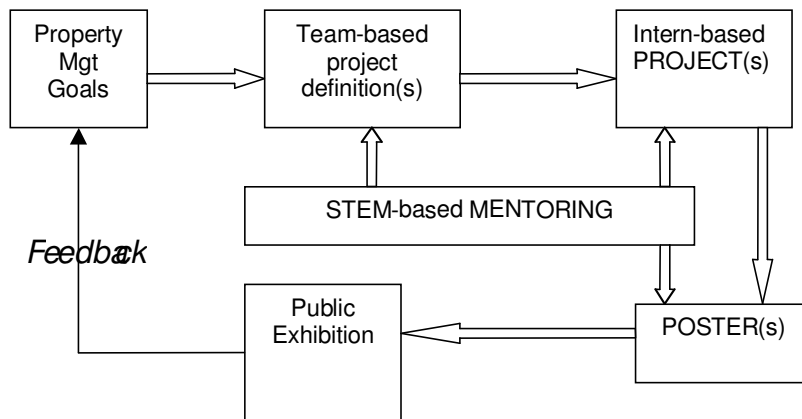 Property
Mgt
Goals
Team-based
project
definition(s)
Intern-based
PROJECT(s)
STEM-based MENTORING
Feedback
Public
Exhibition
POSTER(s)